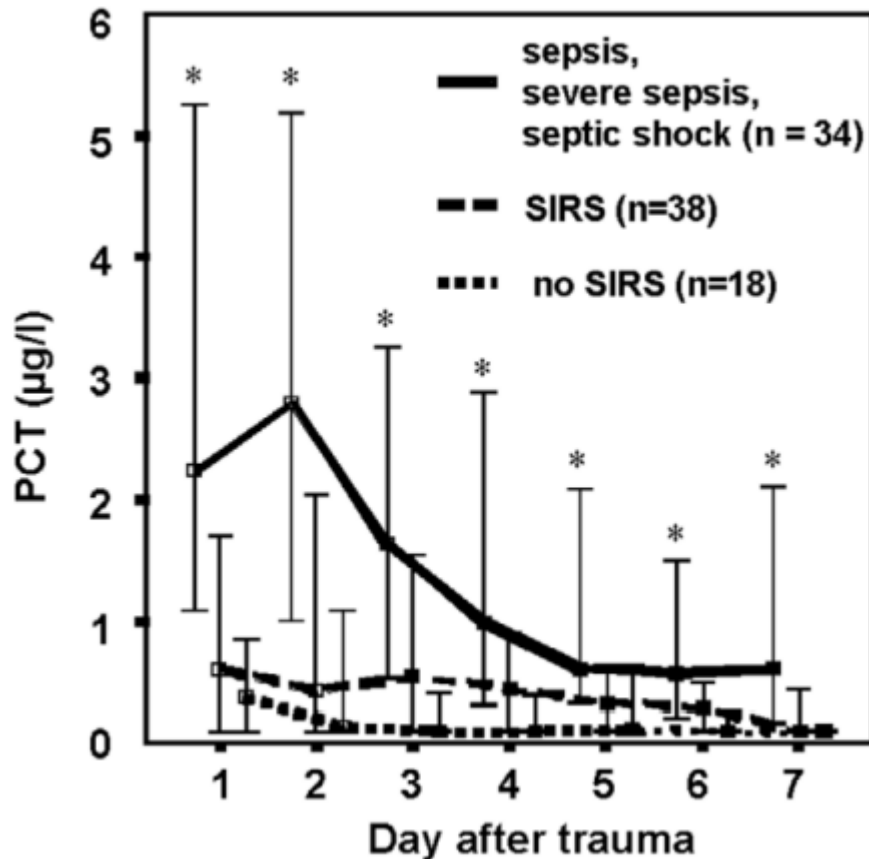 6
5
4
3
2
1
0
PCT (µg/l)
* * * * * * *
sepsis,
severe sepsis,
septic shock (n = 34)
SIRS (n=38)
no SIRS (n=18)
1 2 3 4 5 6 7
Day after trauma